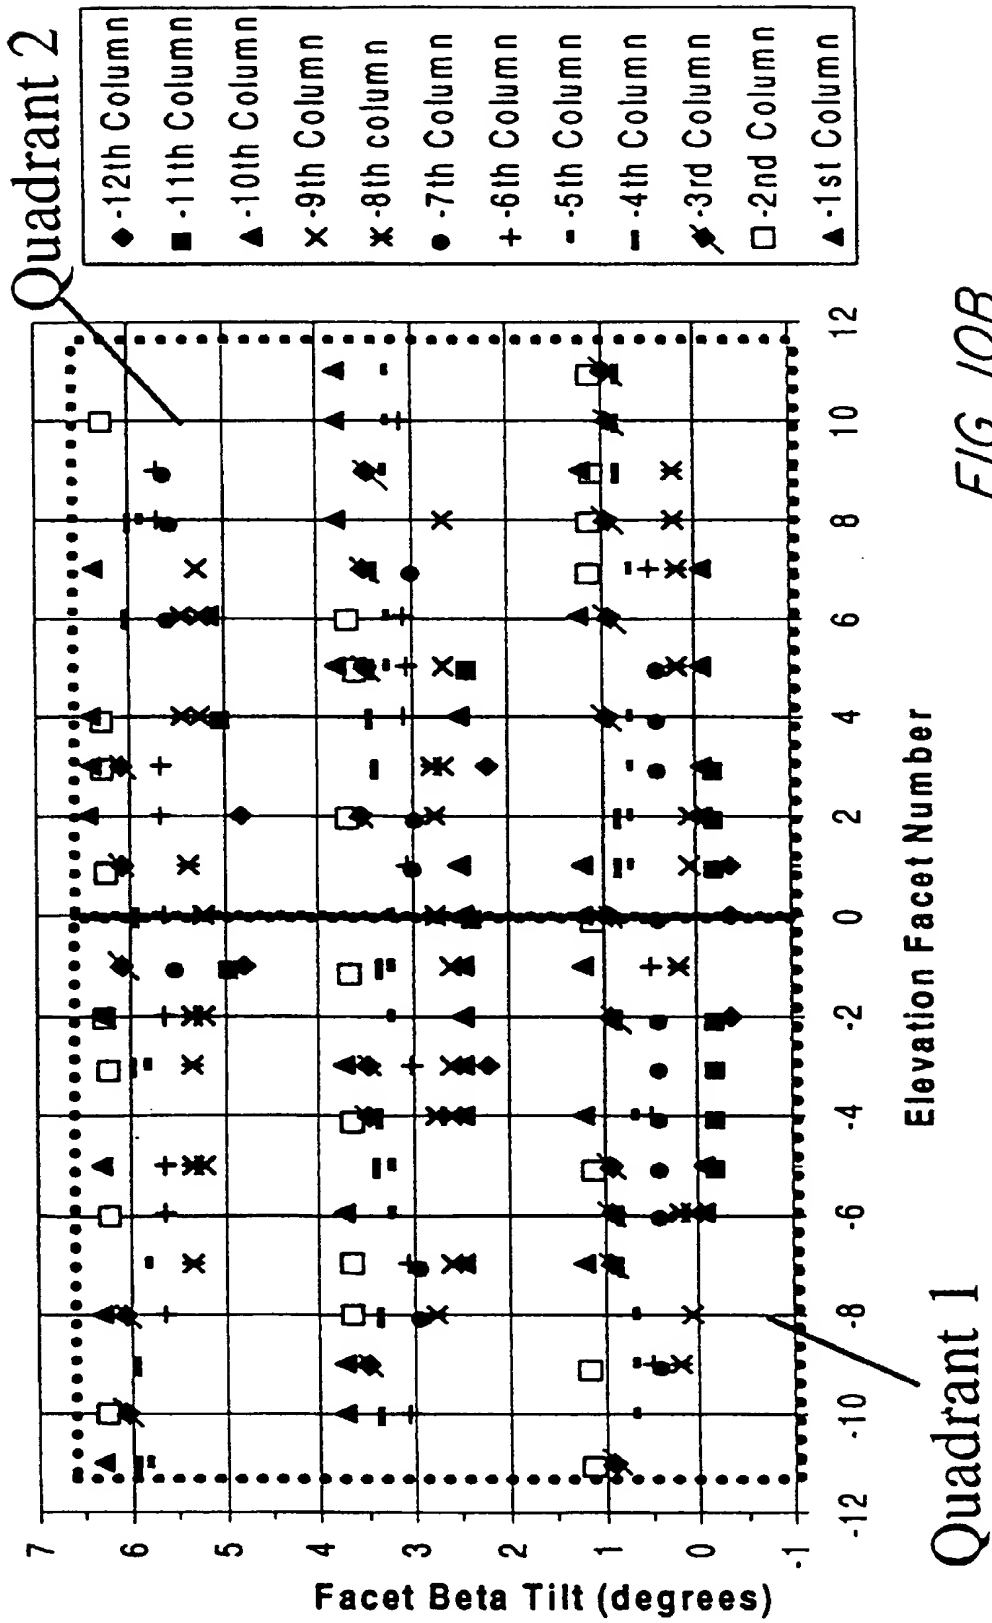 Quadrant 2
-12th Column
-11th Column
-10th Column
-9th Column
-8th column
-7th Column
-6th Column
-5th Column
-4th Column
-3rd Column
-2nd Column
-1st Column
7
6
5
4
3
2
1
0
-1
Facet Beta Tilt (degrees)
-12
-10
-8
-6
-4
-2
0
2
4
6
8
10
12
Elevation Facet Number
Quadrant 1
FIG. 10B